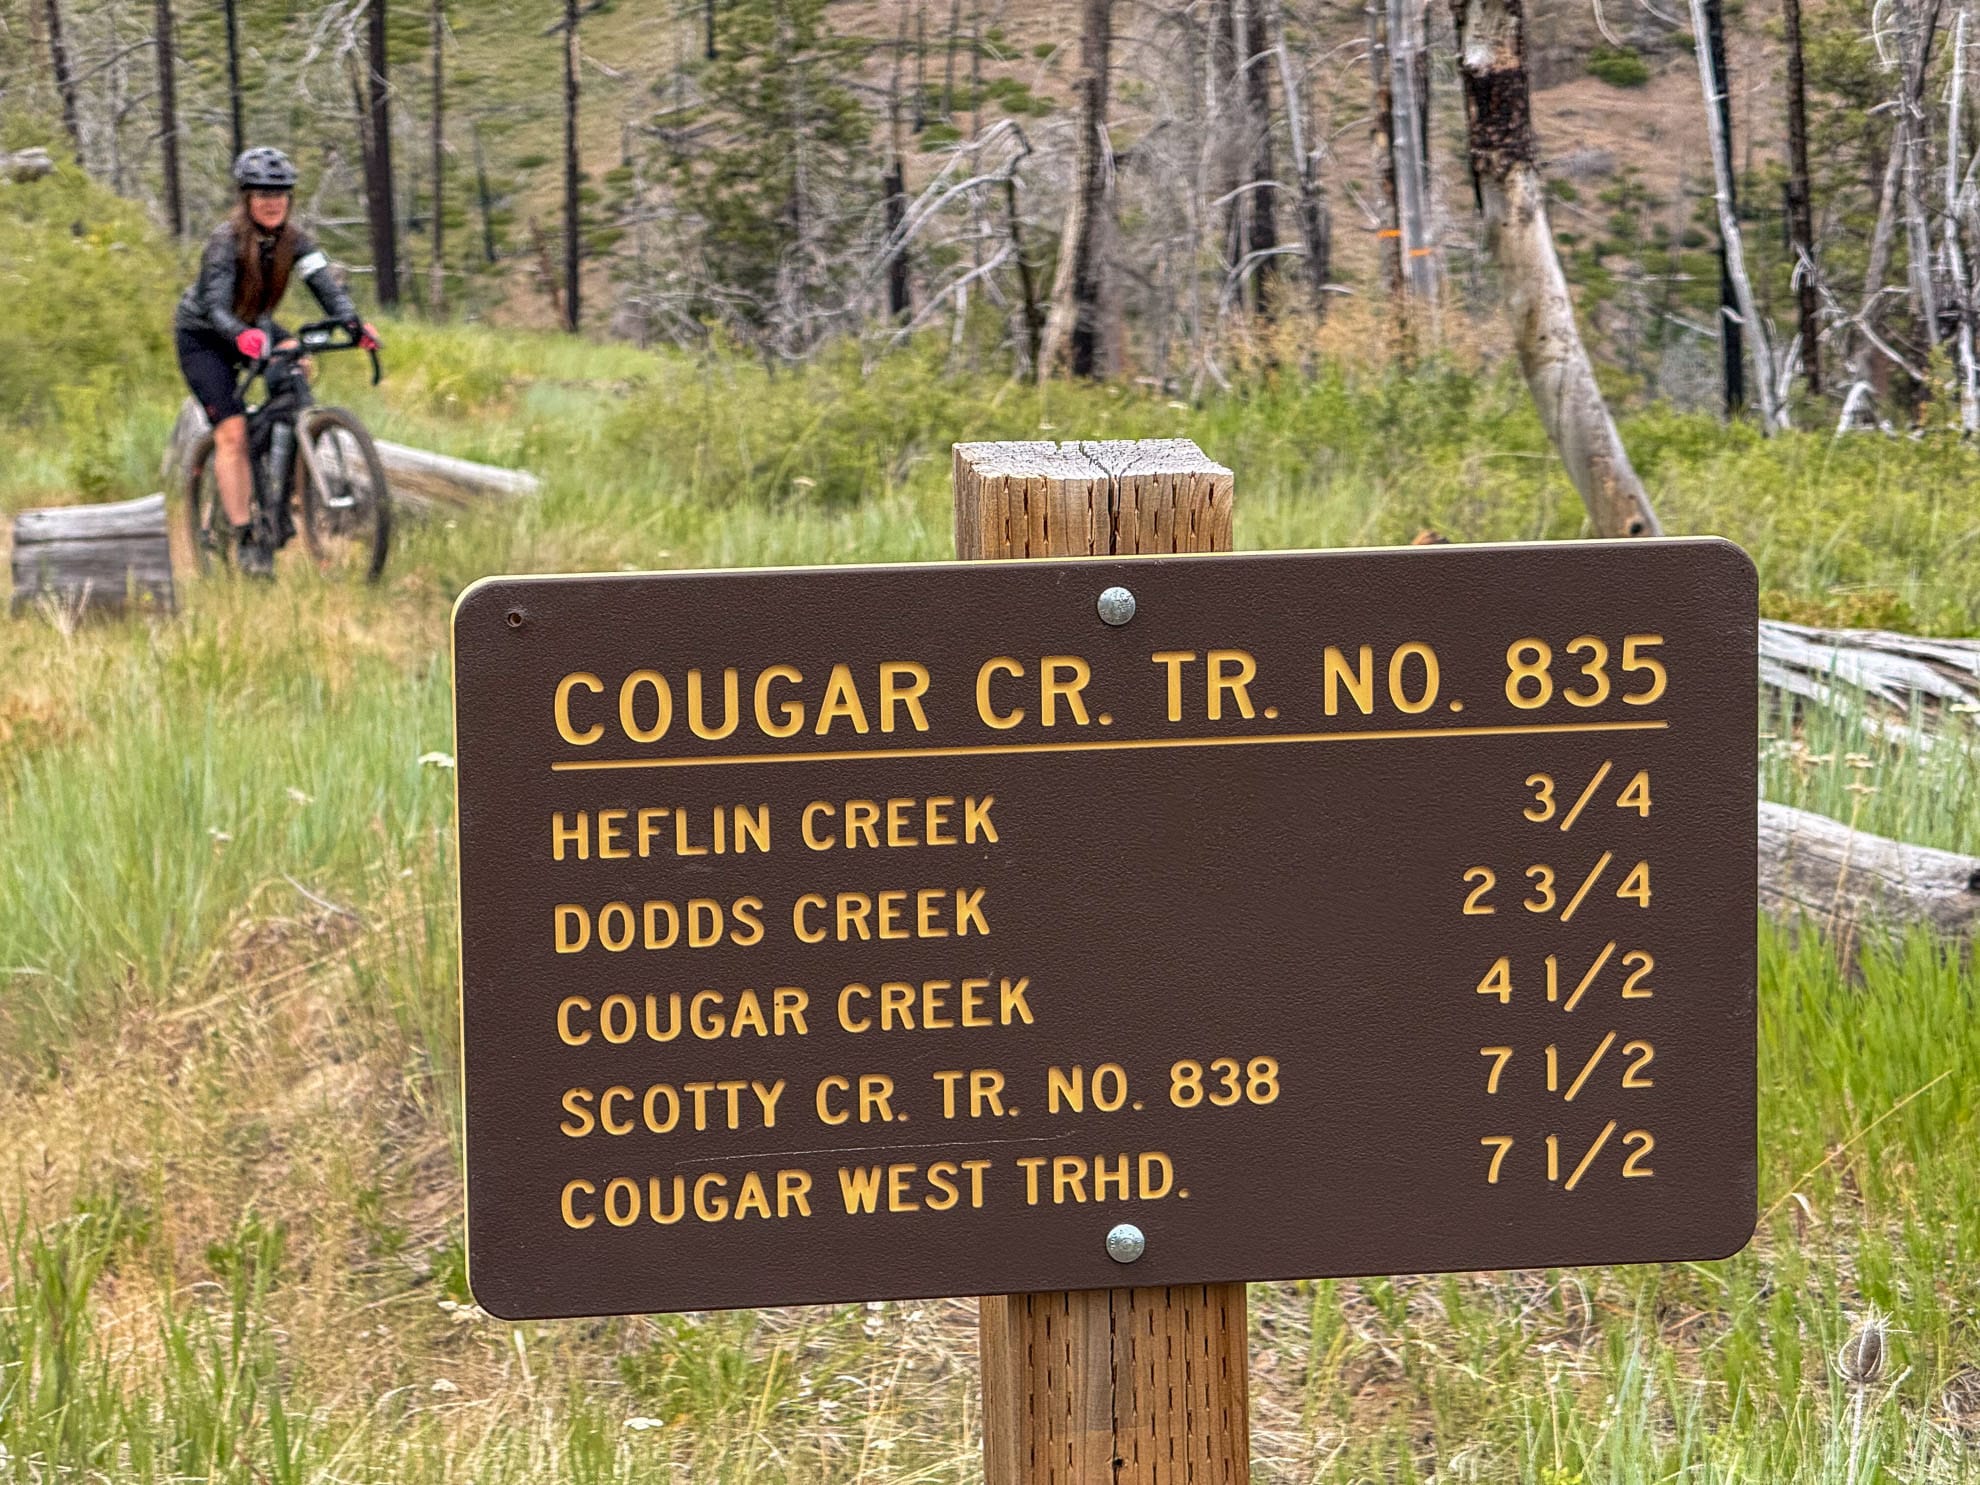 COUGAR CR. TR. NO. 835
HEFLIN CREEK 3/4
DODDS CREEK 2 3/4
COUGAR CREEK 4 1/2
SCOTTY CR. TR. NO. 838 7 1/2
COUGAR WEST TRHD. 7 1/2